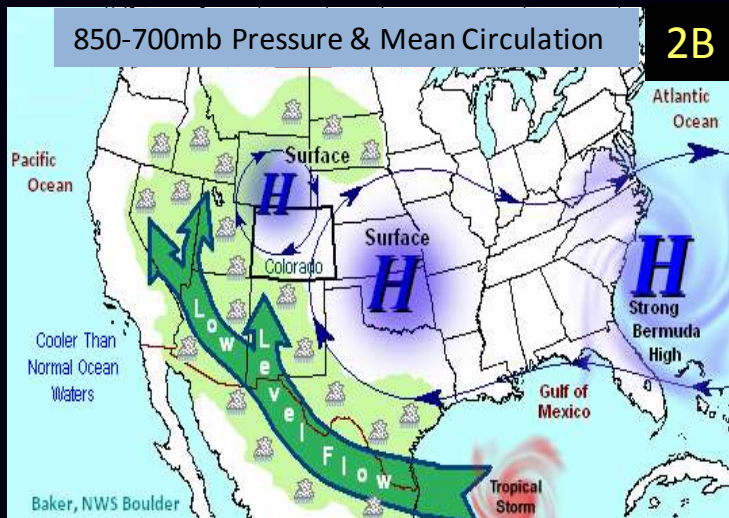 850-700mb Pressure & Mean Circulation
2B
Atlantic
Ocean
Pacific
Ocean
Surface
H
Surface
H
Colorado
H
Strong
Bermuda
High
Cooler Than
Normal Ocean
Waters
Low
Level Flow
Gulf of
Mexico
Tropical
Storm
Baker, NWS Boulder